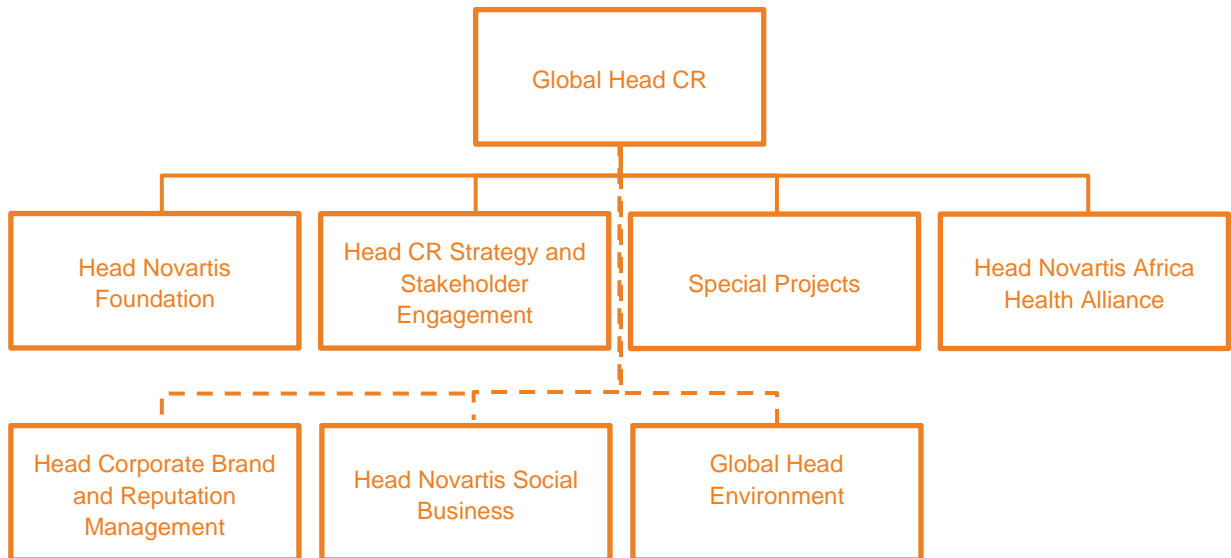 Global Head CR
Head Novartis
Foundation
Head CR Strategy and
Stakeholder
Engagement
Special Projects
Head Novartis Africa
Health Alliance
Head Corporate Brand
and Reputation
Management
Head Novartis Social
Business
Global Head
Environment